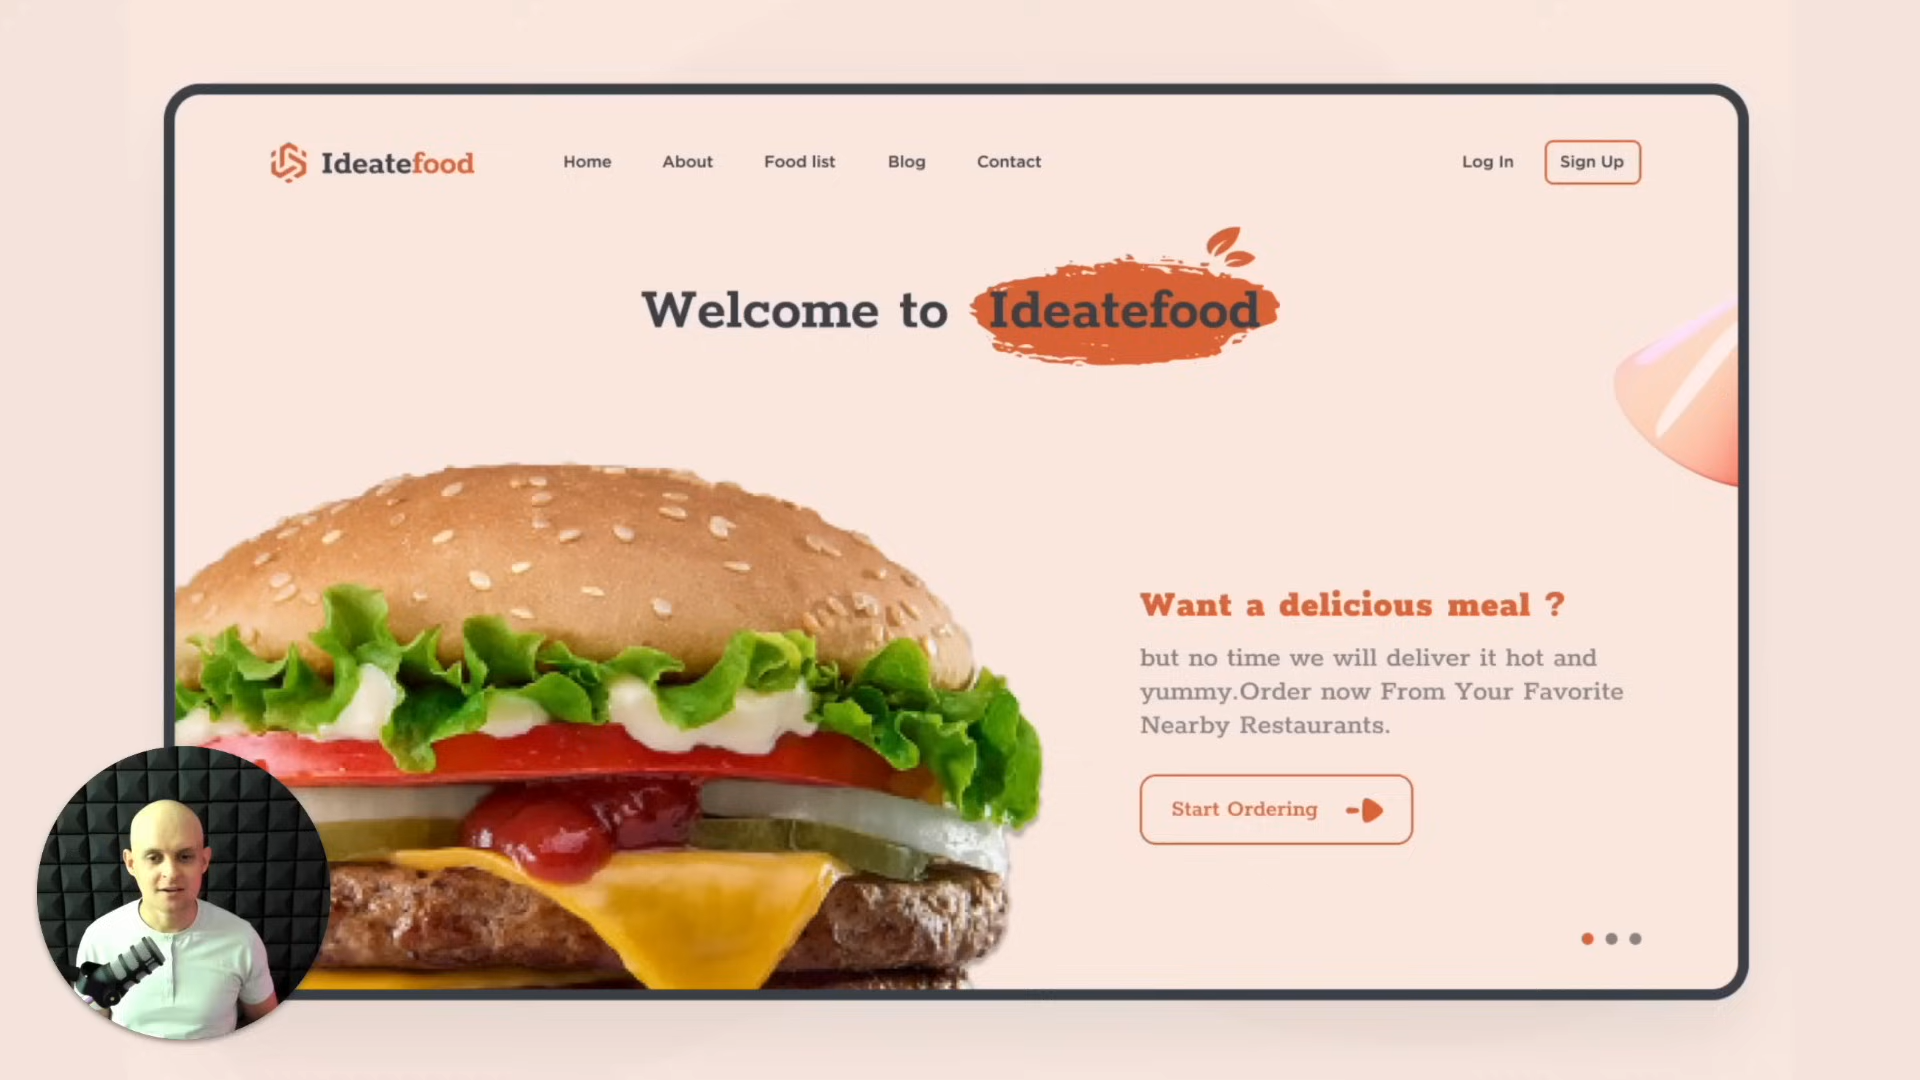 Ideatefood
Home
About
Food list
Blog
Contact
Log In
Sign Up
Welcome to Ideatefood
Want a delicious meal ?
but no time we will deliver it hot and
yummy.Order now From Your Favorite
Nearby Restaurants.
Start Ordering